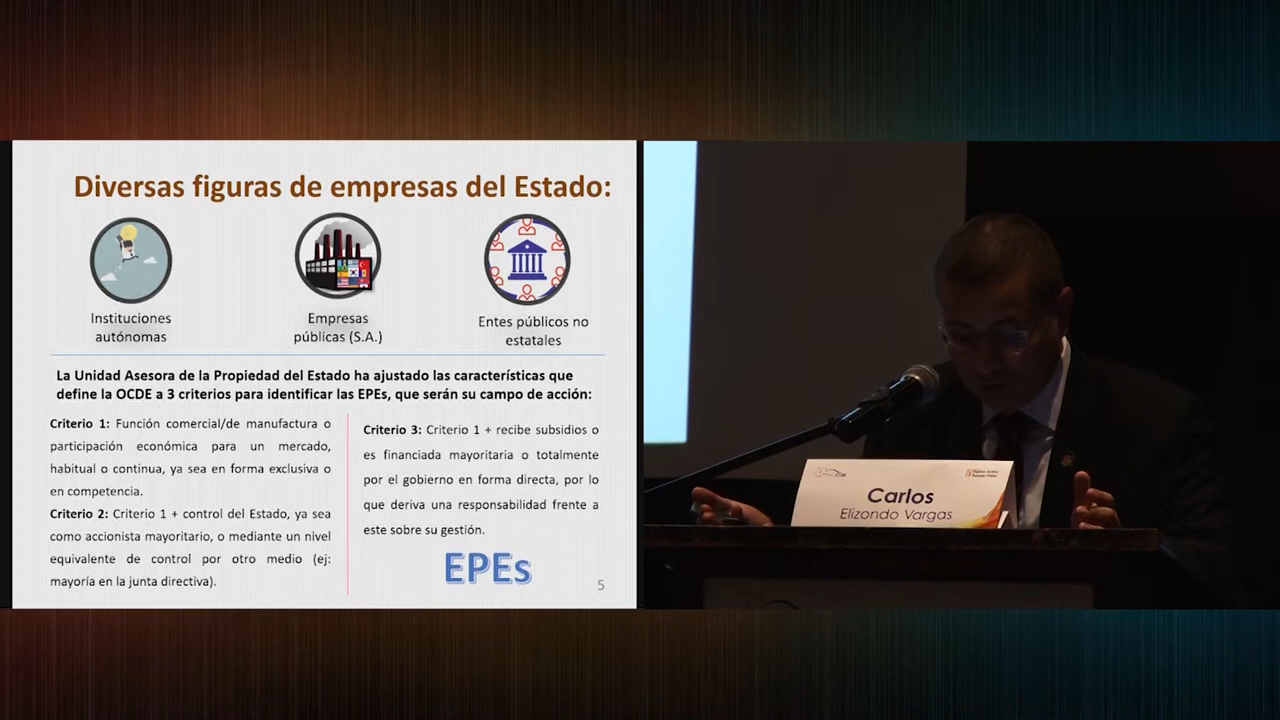 Diversas figuras de empresas del Estado:
Instituciones
autónomas
Empresas
públicas (S.A.)
Entes públicos no
estatales
La Unidad Asesora de la Propiedad del Estado ha ajustado las características que
define la OCDE a 3 criterios para identificar las EPEs, que serán su campo de acción:
Criterio 1: Función comercial/de manufactura o
participación económica para un mercado,
habitual o continua, ya sea en forma exclusiva o
en competencia.
Criterio 2: Criterio 1 + control del Estado, ya sea
como accionista mayoritario, o mediante un nivel
equivalente de control por otro medio (ej:
mayoría en la junta directiva).
Criterio 3: Criterio 1 + recibe subsidios o
es financiada mayoritaria o totalmente
por el gobierno en forma directa, por lo
que deriva una responsabilidad frente a
este sobre su gestión.
EPEs
5
Carlos
Elizondo Vargas